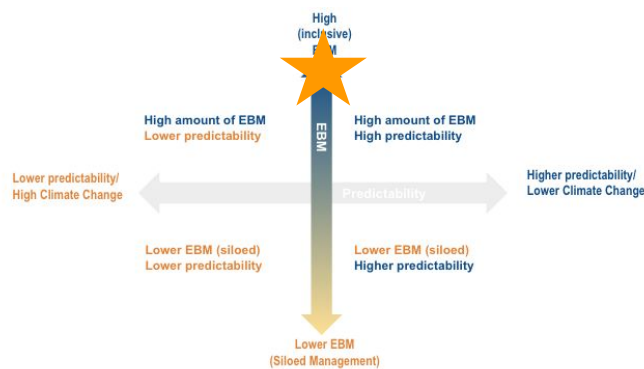 High
(inclusive)
EBM
High amount of EBM
Lower predictability
High amount of EBM
High predictability
EBM
Lower predictability/
High Climate Change
Predictability
Higher predictability/
Lower Climate Change
Lower EBM (siloed)
Lower predictability
Lower EBM (siloed)
Higher predictability
Lower EBM
(Siloed Management)